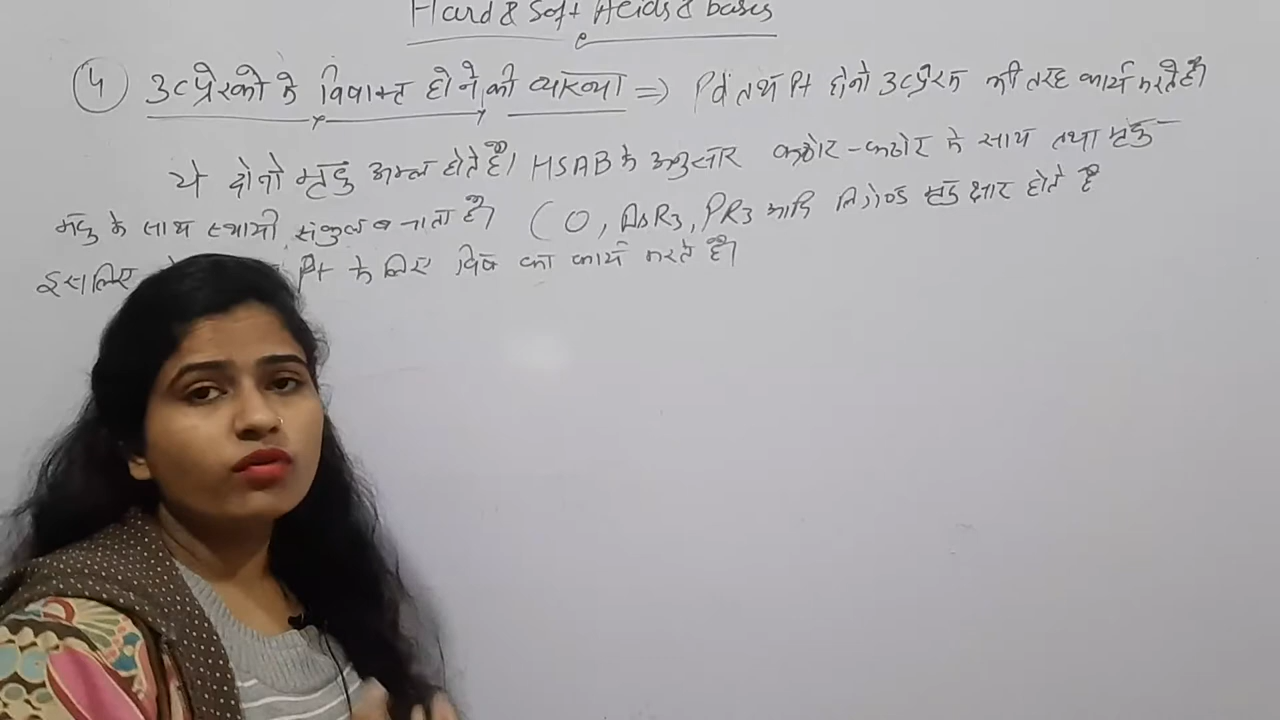 Hard & Soft Acids & bases
4 उत्प्रेरको के विषाक्त होने की व्याख्या ⇒ Pd तथा Pt दोनो उत्प्रेरक की तरह कार्य करते है।
ये दोनो मृदु अम्ल होते है। HSAB के अनुसार कठोर - कठोर के साथ तथा मृदु -
मृदु के साथ स्थायी संकुल बनाता है। CO, AsR3, PR3 आदि लिगेण्ड मृदु क्षार होते है
इसलिए Pt के लिए विष का कार्य करते है।